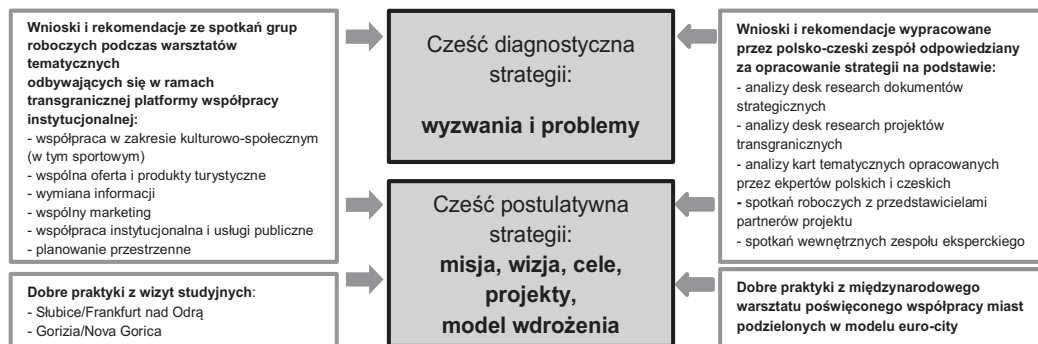 Wnioski i rekomendacje ze spotkań grup
roboczych podczas warsztatów
tematycznych
odbywających się w ramach
transgranicznej platformy współpracy
instytucjonalnej:
- współpraca w zakresie kulturowo-społecznym
(w tym sportowym)
- wspólna oferta i produkty turystyczne
- wymiana informacji
- wspólny marketing
- współpraca instytucjonalna i usługi publiczne
- planowanie przestrzenne
Dobre praktyki z wizyt studyjnych:
- Słubice/Frankfurt nad Odrą
- Gorizia/Nova Gorica
Cześć diagnostyczna
strategii:
wyzwania i problemy
Cześć postulatywna
strategii:
misja, wizja, cele,
projekty,
model wdrożenia
Wnioski i rekomendacje wypracowane
przez polsko-czeski zespół odpowiedziany
za opracowanie strategii na podstawie:
- analizy desk research dokumentów
strategicznych
- analizy desk research projektów
transgranicznych
- analizy kart tematycznych opracowanych
przez ekpertów polskich i czeskich
- spotkań roboczych z przedstawicielami
partnerów projektu
- spotkań wewnętrznych zespołu eksperckiego
Dobre praktyki z międzynarodowego
warsztatu poświęconego współpracy miast
podzielonych w modelu euro-city